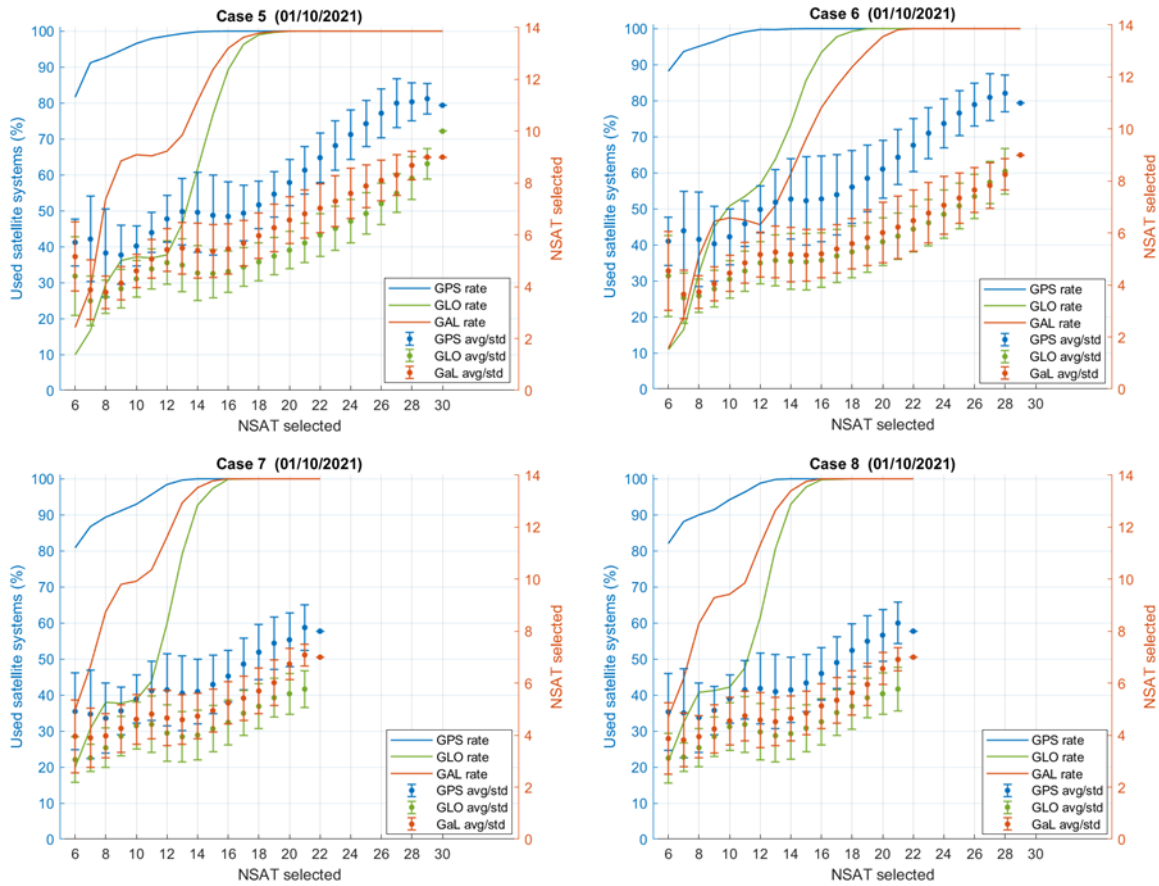 Case 5 (01/10/2021)
Used satellite systems (%)
0
10
20
30
40
50
60
70
80
90
100
NSAT selected
0
2
4
6
8
10
12
14
GPS rate
GLO rate
GAL rate
GPS avg/std
GLO avg/std
GaL avg/std
6 8 10 12 14 16 18 20 22 24 26 28 30
NSAT selected
Case 6 (01/10/2021)
Used satellite systems (%)
0
10
20
30
40
50
60
70
80
90
100
NSAT selected
0
2
4
6
8
10
12
14
GPS rate
GLO rate
GAL rate
GPS avg/std
GLO avg/std
GaL avg/std
6 8 10 12 14 16 18 20 22 24 26 28 30
NSAT selected
Case 7 (01/10/2021)
Used satellite systems (%)
0
10
20
30
40
50
60
70
80
90
100
NSAT selected
0
2
4
6
8
10
12
14
GPS rate
GLO rate
GAL rate
GPS avg/std
GLO avg/std
GaL avg/std
6 8 10 12 14 16 18 20 22 24 26 28 30
NSAT selected
Case 8 (01/10/2021)
Used satellite systems (%)
0
10
20
30
40
50
60
70
80
90
100
NSAT selected
0
2
4
6
8
10
12
14
GPS rate
GLO rate
GAL rate
GPS avg/std
GLO avg/std
GaL avg/std
6 8 10 12 14 16 18 20 22 24 26 28 30
NSAT selected